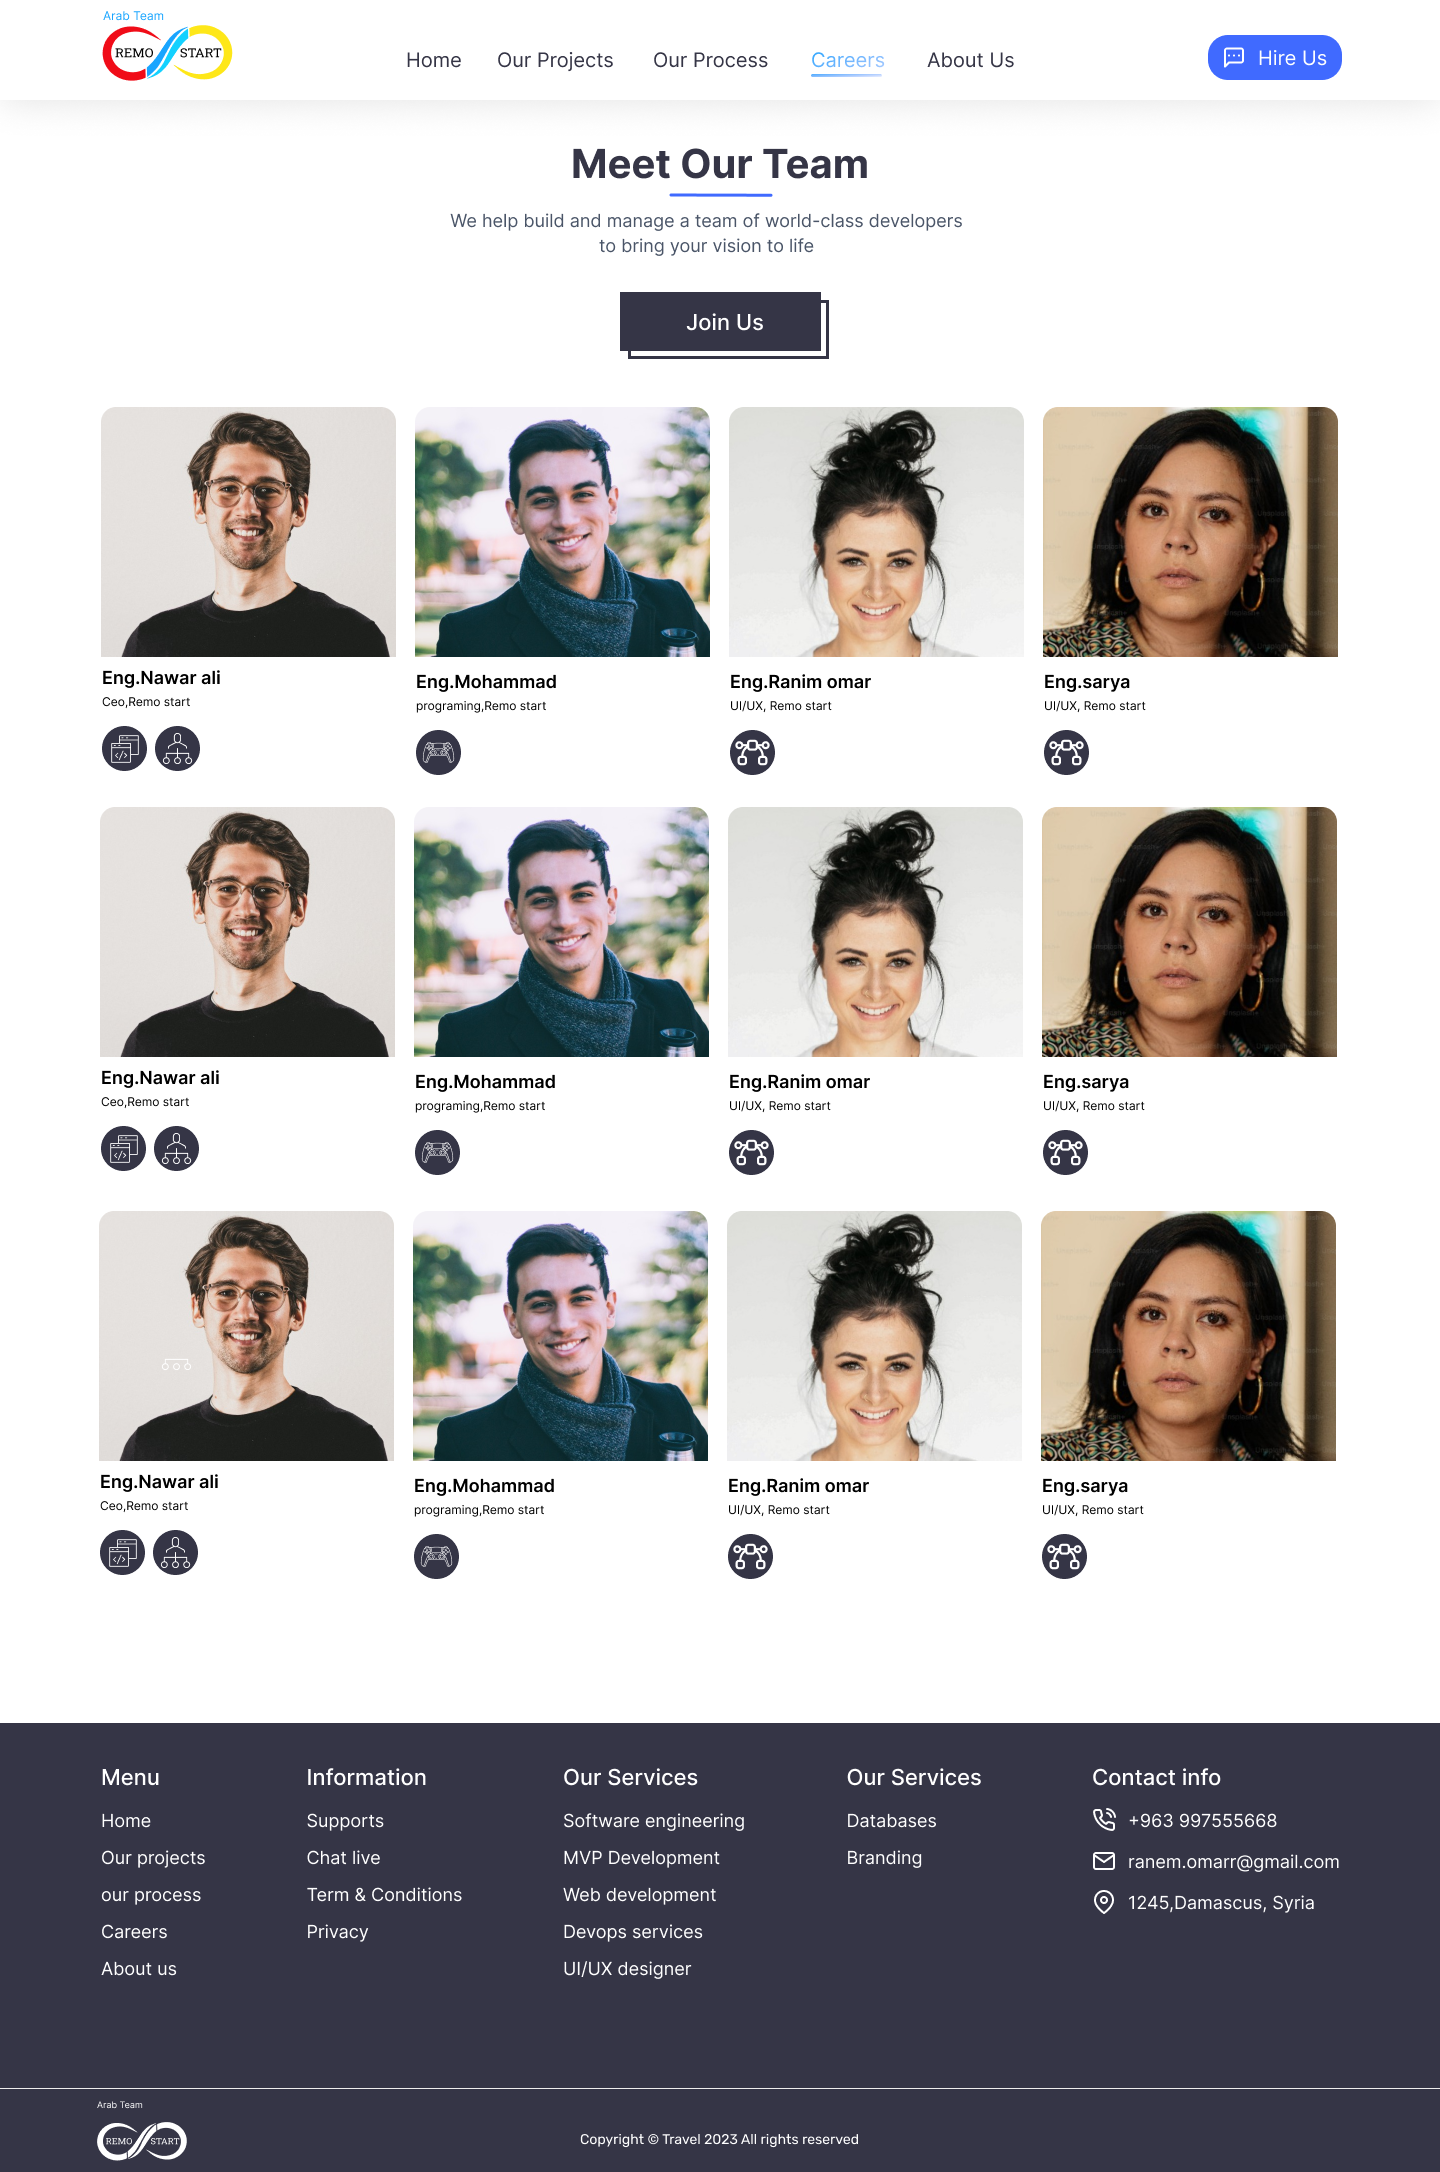 Arab Team
REMO START
Home Our Projects Our Process Careers About Us
Hire Us
Meet Our Team
We help build and manage a team of world-class developers
to bring your vision to life
Join Us
Eng.Nawar ali
Ceo,Remo start
Eng.Mohammad
programing,Remo start
Eng.Ranim omar
UI/UX, Remo start
Eng.sarya
UI/UX, Remo start
Eng.Nawar ali
Ceo,Remo start
Eng.Mohammad
programing,Remo start
Eng.Ranim omar
UI/UX, Remo start
Eng.sarya
UI/UX, Remo start
Eng.Nawar ali
Ceo,Remo start
Eng.Mohammad
programing,Remo start
Eng.Ranim omar
UI/UX, Remo start
Eng.sarya
UI/UX, Remo start
Menu
Home
Our projects
our process
Careers
About us
Information
Supports
Chat live
Term & Conditions
Privacy
Our Services
Software engineering
MVP Development
Web development
Devops services
UI/UX designer
Our Services
Databases
Branding
Contact info
+963 997555668
ranem.omarr@gmail.com
1245,Damascus, Syria
Arab Team
REMO START
Copyright © Travel 2023 All rights reserved